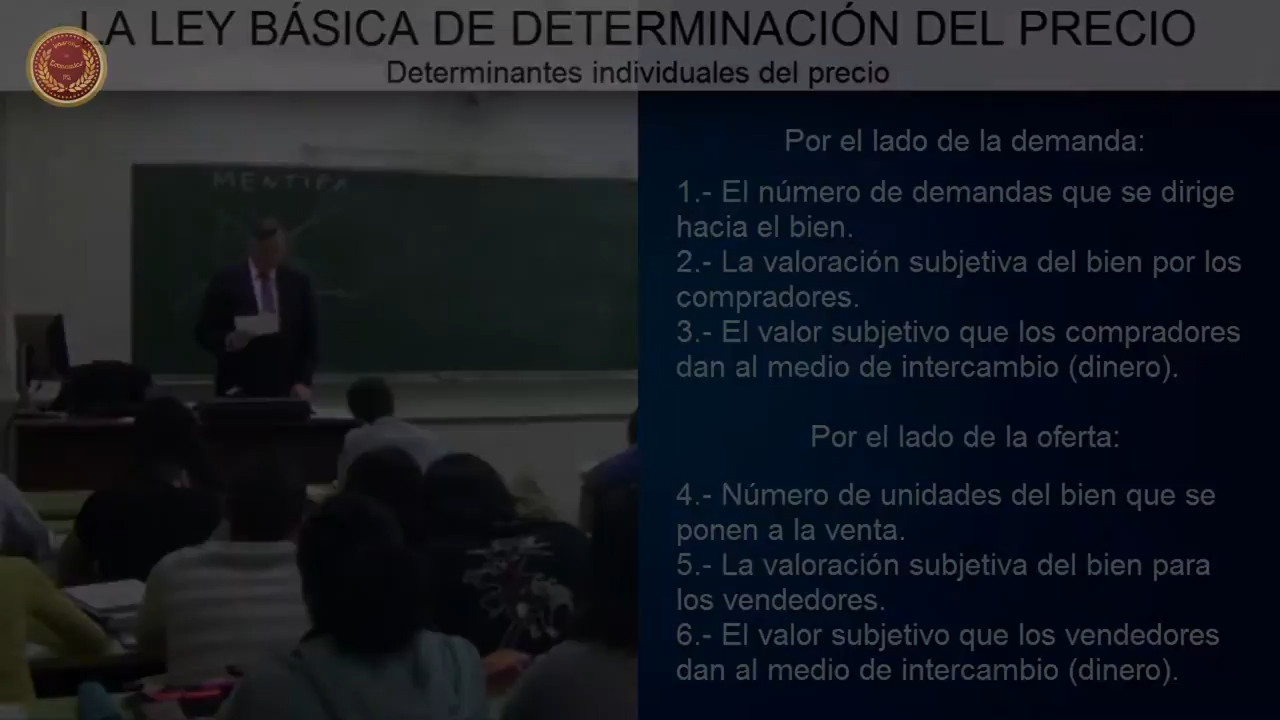 LA LEY BÁSICA DE DETERMINACIÓN DEL PRECIO
Determinantes individuales del precio
MENTIRA
Por el lado de la demanda:
1.- El número de demandas que se dirige
hacia el bien.
2.- La valoración subjetiva del bien por los
compradores.
3.- El valor subjetivo que los compradores
dan al medio de intercambio (dinero).
Por el lado de la oferta:
4.- Número de unidades del bien que se
ponen a la venta.
5.- La valoración subjetiva del bien para
los vendedores.
6.- El valor subjetivo que los vendedores
dan al medio de intercambio (dinero).